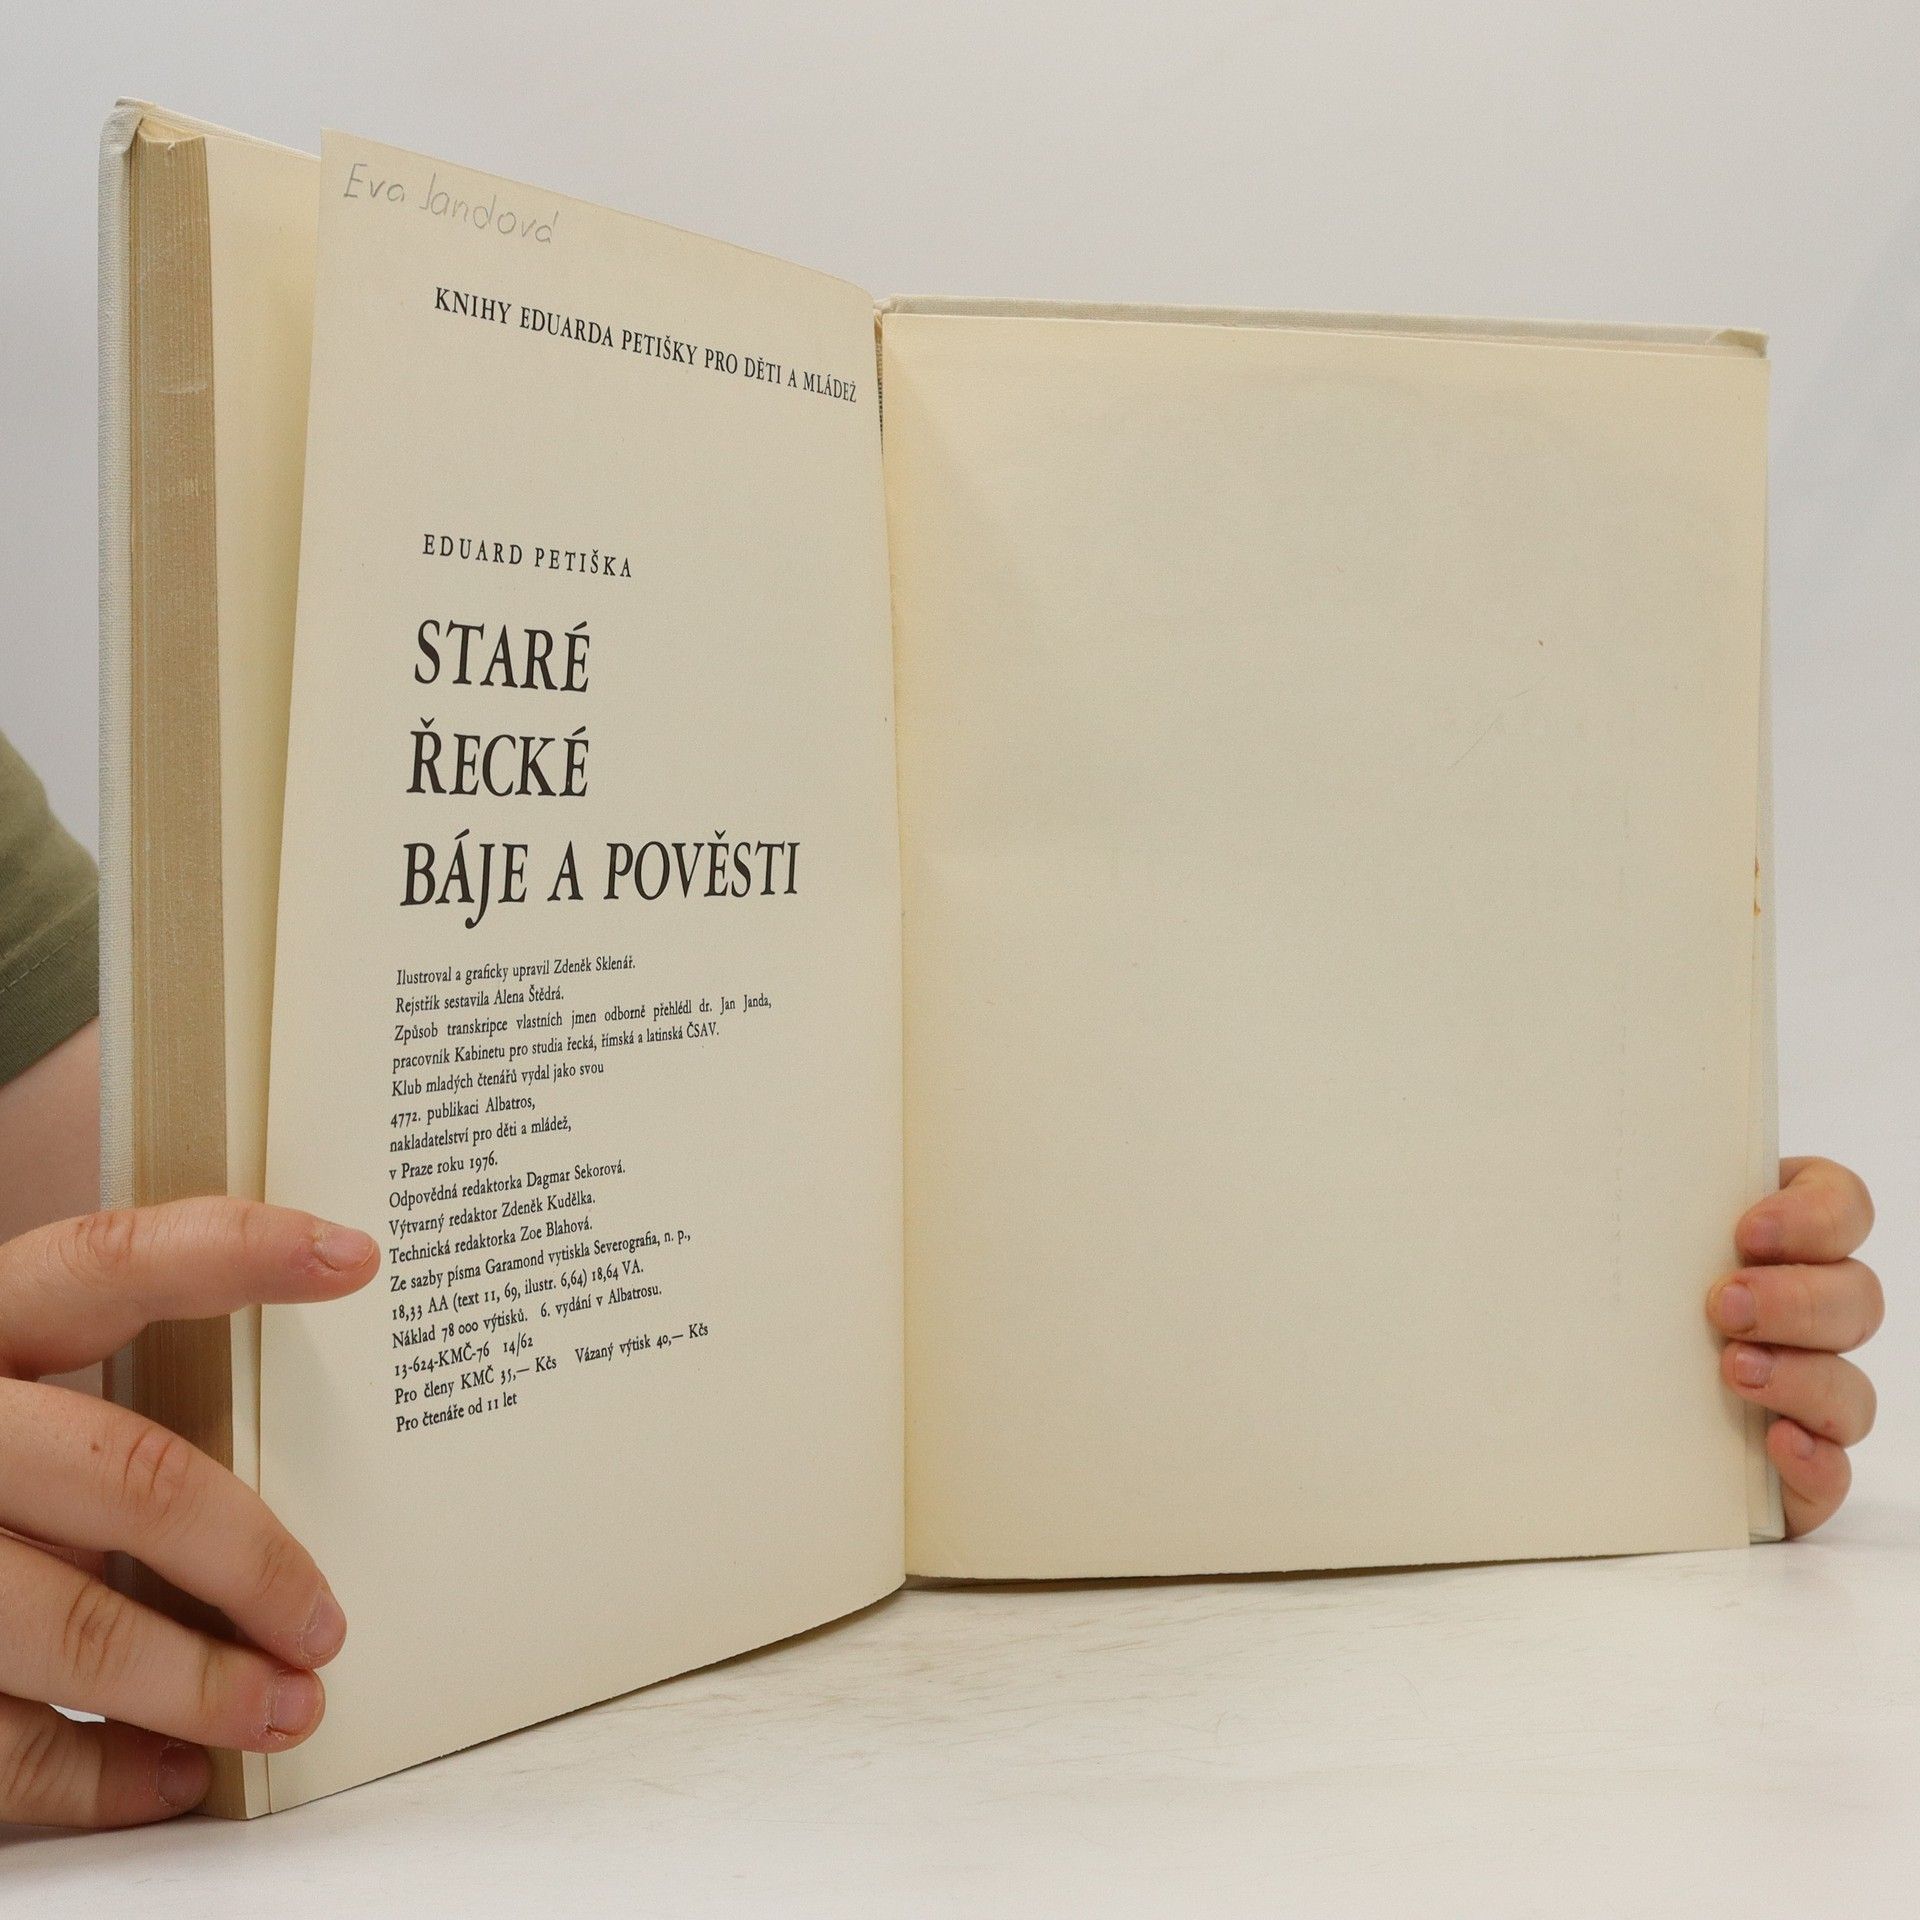 Eva Jandová
KNIHY EDUARDA PETIŠKY PRO DĚTI A MLÁDEŽ
EDUARD PETIŠKA
STARÉ
ŘECKÉ
BÁJE A POVĚSTI
Ilustroval a graficky upravil Zdeněk Sklenář.
Rejstřík sestavila Alena Štědrá.
Způsob transkripce vlastních jmen odborně přehlédl dr. Jan Janda,
pracovník Kabinetu pro studia řecká, římská a latinská ČSAV.
Klub mladých čtenářů vydal jako svou
4772. publikaci Albatros,
nakladatelství pro děti a mládež,
v Praze roku 1976.
Odpovědná redaktorka Dagmar Sekorová.
Výtvarný redaktor Zdeněk Kudělka.
Technická redaktorka Zoe Blahová.
Ze sazby písma Garamond vytiskla Severografia, n. p.,
18,33 AA (text 11, 69, ilustr. 6,64) 18,64 VA.
Náklad 78 000 výtisků. 6. vydání v Albatrosu.
13-624-KMČ-76 14/62
Pro členy KMČ 35,— Kčs Vázaný výtisk 40,— Kčs
Pro čtenáře od 11 let